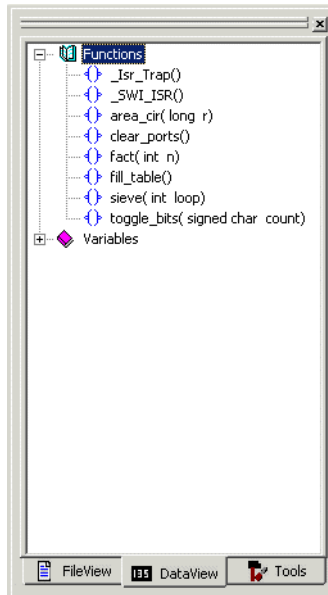 Functions
_Isr_Trap()
_SWI_ISR()
area_cir( long r)
clear_ports()
fact( int n)
fill_table()
sieve( int loop)
toggle_bits( signed char count)
Variables
FileView 135 DataView Tools